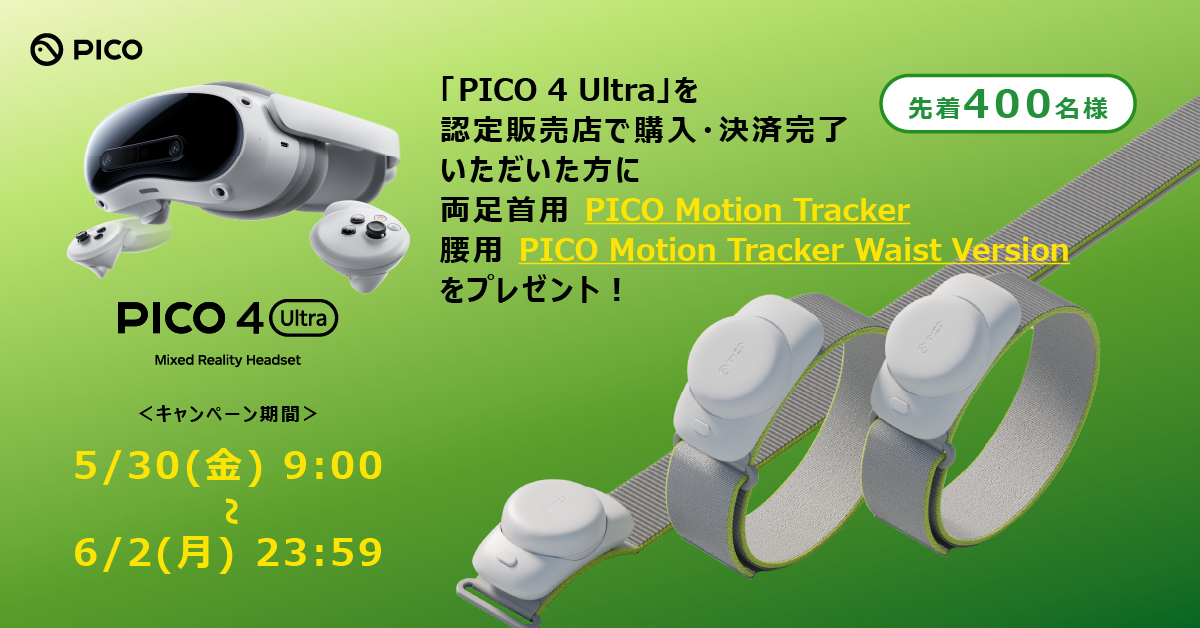 PICO
「PICO 4 Ultra」を
認定販売店で購入・決済完了
いただいた方に
両足首用 PICO Motion Tracker
腰用 PICO Motion Tracker Waist Version
をプレゼント！
先着400名様
PICO 4 Ultra
Mixed Reality Headset
＜キャンペーン期間＞
5/30(金) 9:00
～
6/2(月) 23:59
PICO
PICO
PICO